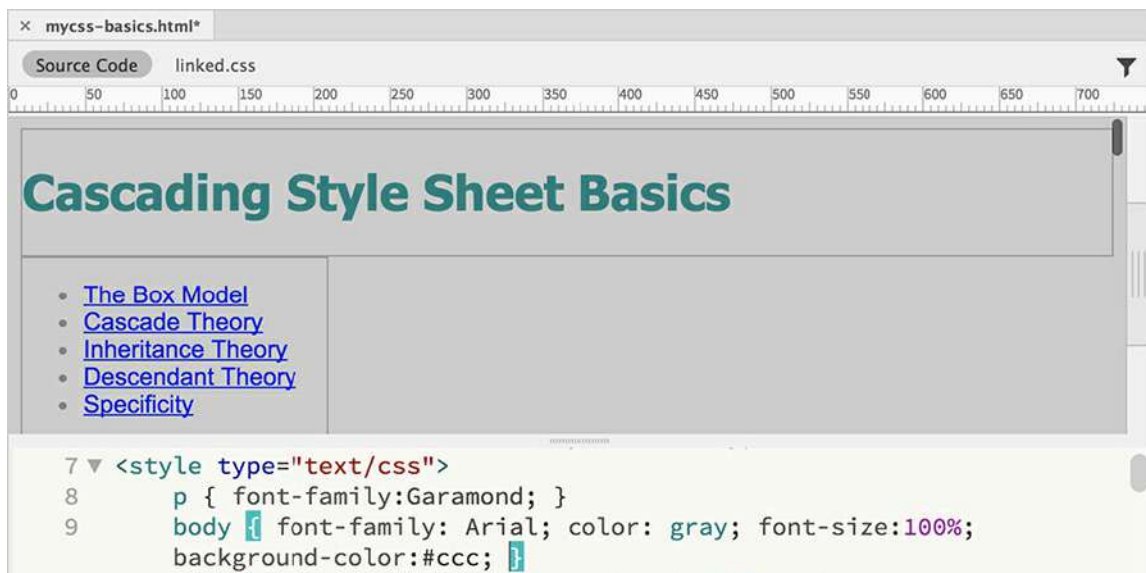 × mycss-basics.html*
Source Code linked.css
0 50 100 150 200 250 300 350 400 450 500 550 600 650 700
Cascading Style Sheet Basics
• The Box Model
• Cascade Theory
• Inheritance Theory
• Descendant Theory
• Specificity
7 ▼ <style type="text/css">
8 p { font-family:Garamond; }
9 body { font-family: Arial; color: gray; font-size:100%;
background-color:#ccc; }